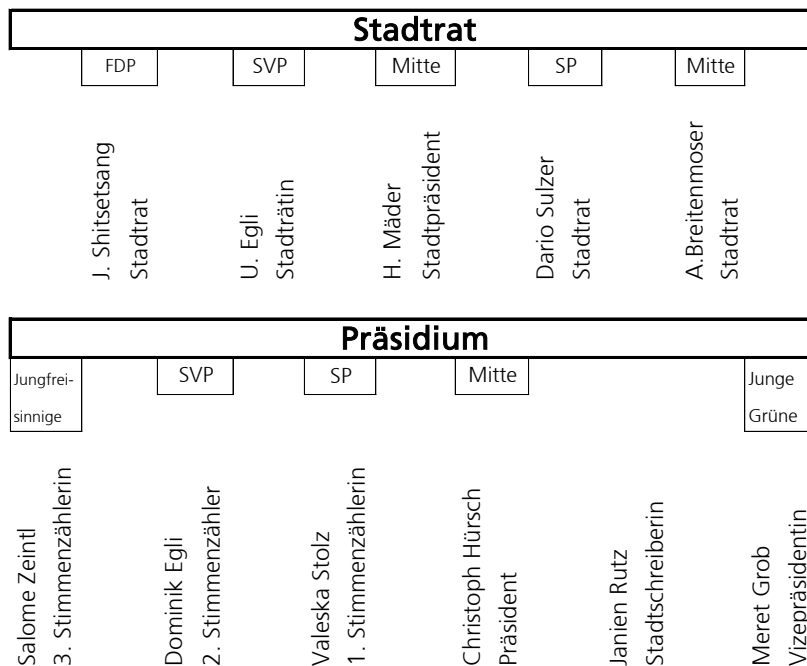 Stadtrat
FDP
SVP
Mitte
SP
Mitte
J. Shitsetsang
Stadtrat
U. Egli
Stadträtin
H. Mäder
Stadtpräsident
Dario Sulzer
Stadtrat
A.Breitenmoser
Stadtrat
Präsidium
Jungfrei-
sinnige
SVP
SP
Mitte
Junge
Grüne
Salome Zeintl
3. Stimmenzählerin
Dominik Egli
2. Stimmenzähler
Valeska Stolz
1. Stimmenzählerin
Christoph Hürsch
Präsident
Janien Rutz
Stadtschreiberin
Meret Grob
Vizepräsidentin